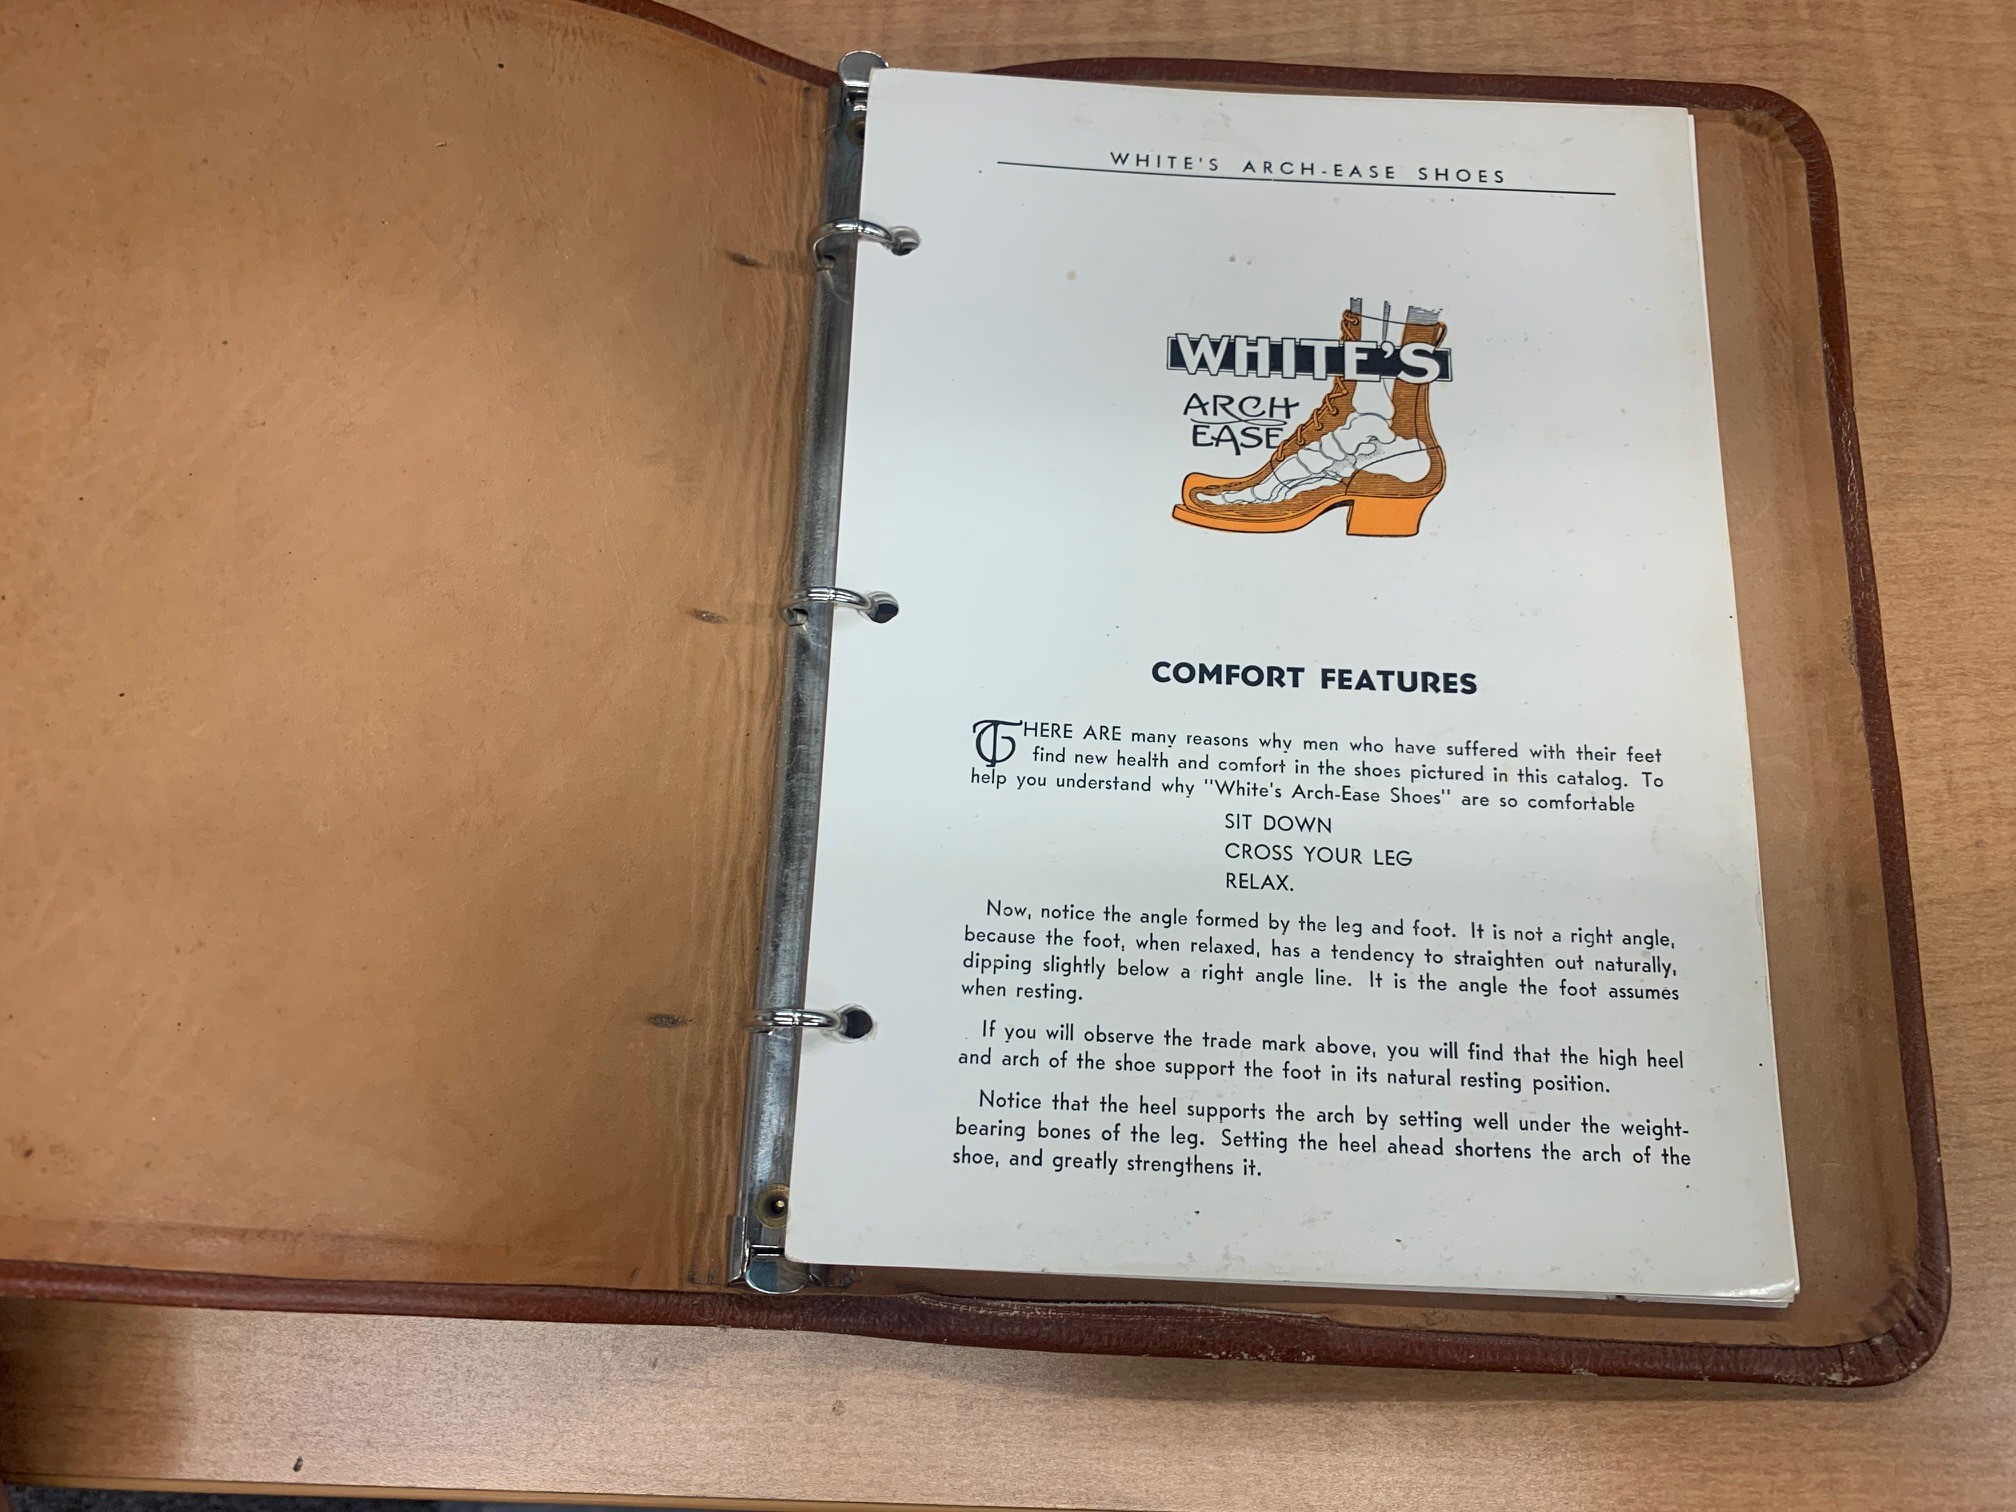 WHITE'S ARCH-EASE SHOES
WHITE'S
ARCH
EASE
COMFORT FEATURES
THERE ARE many reasons why men who have suffered with their feet
find new health and comfort in the shoes pictured in this catalog. To
help you understand why "White's Arch-Ease Shoes" are so comfortable
SIT DOWN
CROSS YOUR LEG
RELAX.
Now, notice the angle formed by the leg and foot. It is not a right angle,
because the foot, when relaxed, has a tendency to straighten out naturally,
dipping slightly below a right angle line. It is the angle the foot assumes
when resting.
If you will observe the trade mark above, you will find that the high heel
and arch of the shoe support the foot in its natural resting position.
Notice that the heel supports the arch by setting well under the weight-
bearing bones of the leg. Setting the heel ahead shortens the arch of the
shoe, and greatly strengthens it.